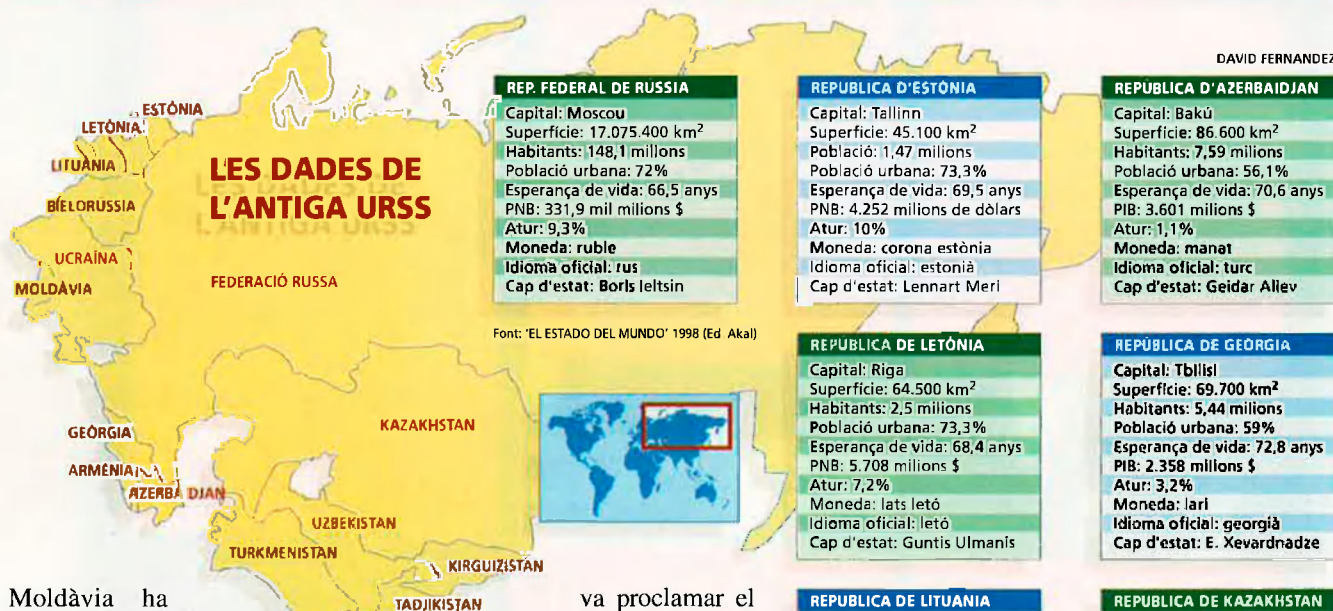 DAVID FERNANDEZ
LES DADES DE
L'ANTIGA URSS
ESTÒNIA
LETÒNIA
LITUÀNIA
BIELORÚSSIA
UCRAÏNA
MOLDÀVIA
FEDERACIÓ RUSSA
GEÒRGIA
ARMÈNIA
AZERBAIDJAN
KAZAKHSTAN
UZBEKISTAN
TURKMENISTAN
KIRGUIZISTAN
TADJIKISTAN
REP. FEDERAL DE RÚSSIA
Capital: Moscou
Superfície: 17.075.400 km²
Habitants: 148,1 milions
Població urbana: 72%
Esperança de vida: 66,5 anys
PNB: 331,9 mil milions $
Atur: 9,3%
Moneda: ruble
Idioma oficial: rus
Cap d'estat: Boris Ieltsin
Font: 'EL ESTADO DEL MUNDO' 1998 (Ed. Akal)
REPÚBLICA D'ESTÒNIA
Capital: Tallinn
Superfície: 45.100 km²
Població: 1,47 milions
Població urbana: 73,3%
Esperança de vida: 69,5 anys
PNB: 4.252 milions de dòlars
Atur: 10%
Moneda: corona estònia
Idioma oficial: estonià
Cap d'estat: Lennart Meri
REPÚBLICA D'AZERBAIDJAN
Capital: Bakú
Superfície: 86.600 km²
Habitants: 7,59 milions
Població urbana: 56,1%
Esperança de vida: 70,6 anys
PIB: 3.601 milions $
Atur: 1,1%
Moneda: manat
Idioma oficial: turc
Cap d'estat: Geidar Aliev
REPÚBLICA DE LETÒNIA
Capital: Riga
Superfície: 64.500 km²
Habitants: 2,5 milions
Població urbana: 73,3%
Esperança de vida: 68,4 anys
PNB: 5.708 milions $
Atur: 7,2%
Moneda: lats letó
Idioma oficial: letó
Cap d'estat: Guntis Ulmanis
REPÚBLICA DE GEÒRGIA
Capital: Tbilisi
Superfície: 69.700 km²
Habitants: 5,44 milions
Població urbana: 59%
Esperança de vida: 72,8 anys
PIB: 2.358 milions $
Atur: 3,2%
Moneda: lari
Idioma oficial: georgià
Cap d'estat: E. Xevardnadze
Moldàvia ha
va proclamar el
REPÚBLICA DE LITUÀNIA
REPÚBLICA DE KAZAKHSTAN